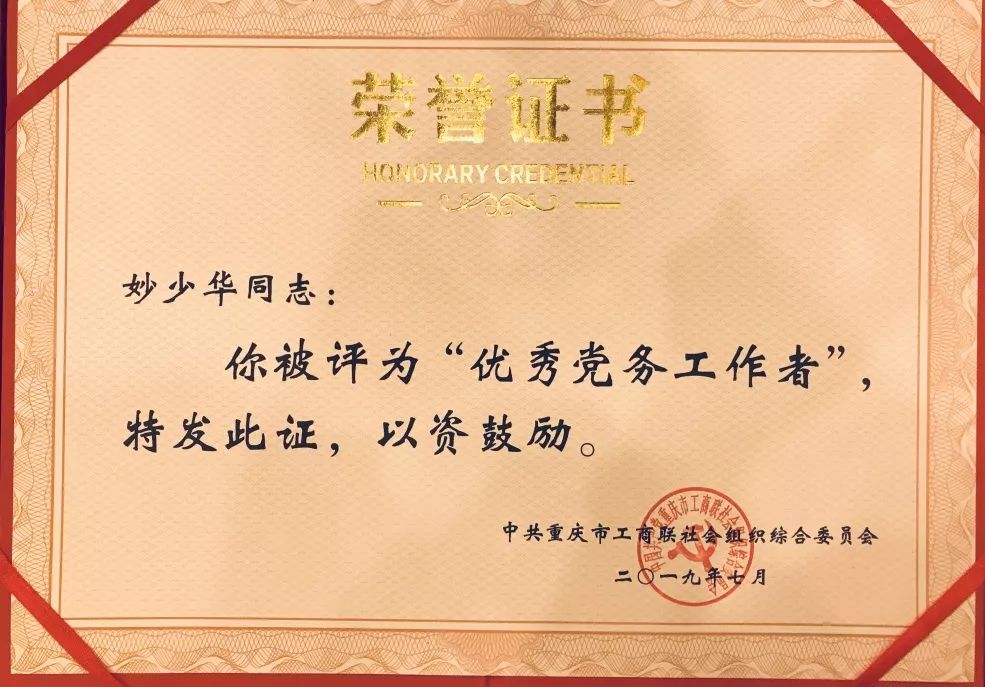 荣誉证书
HONORARY CREDENTIAL
妙少华同志：
你被评为“优秀党务工作者”，
特发此证，以资鼓励。
中共重庆市工商联社会组织综合委员会
二〇一九年七月